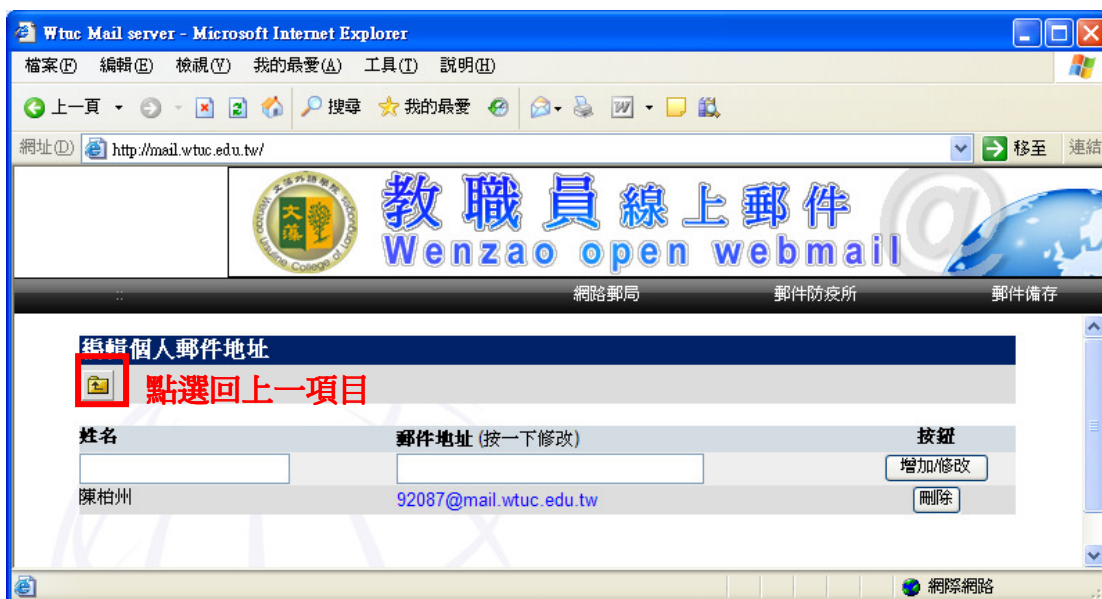 Wtuc Mail server - Microsoft Internet Explorer
檔案(F) 編輯(E) 檢視(V) 我的最愛(A) 工具(T) 說明(H)
上一頁 搜尋 我的最愛
網址(D) http://mail.wtuc.edu.tw/ 移至 連結
文藻
教職員線上郵件
Wenzao open webmail
:: 網路郵局 郵件防疫所 郵件備存
編輯個人郵件地址
點選回上一項目
姓名 郵件地址 (按一下修改) 按鈕
增加/修改
陳柏州 92087@mail.wtuc.edu.tw 刪除
網際網路